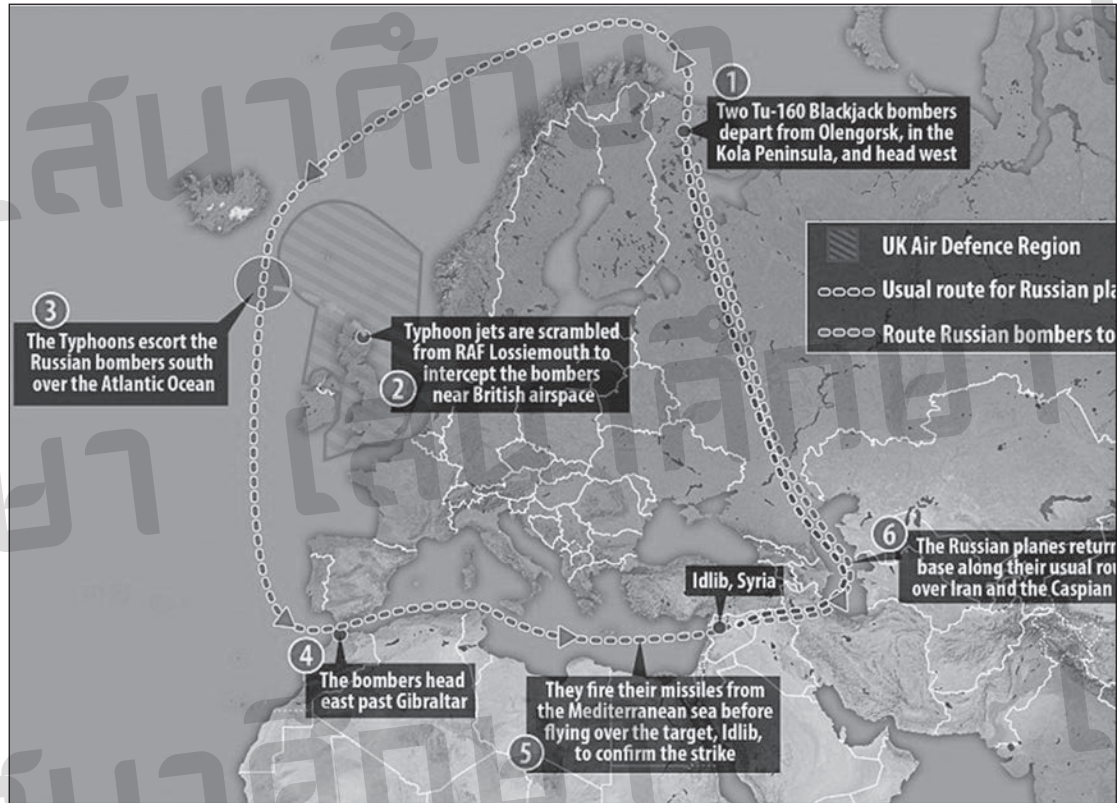 1
Two Tu-160 Blackjack bombers
depart from Olengorsk, in the
Kola Peninsula, and head west
UK Air Defence Region
Usual route for Russian
Route Russian bombers to
3
The Typhoons escort the
Russian bombers south
over the Atlantic Ocean
Typhoon jets are scrambled
from RAF Lossiemouth to
intercept the bombers
near British airspace
2
6
The Russian planes return
base along their usual
over Iran and the Caspian
Idlib, Syria
4
The bombers head
east past Gibraltar
They fire their missiles from
the Mediterranean sea before
flying over the target, Idlib,
to confirm the strike
5